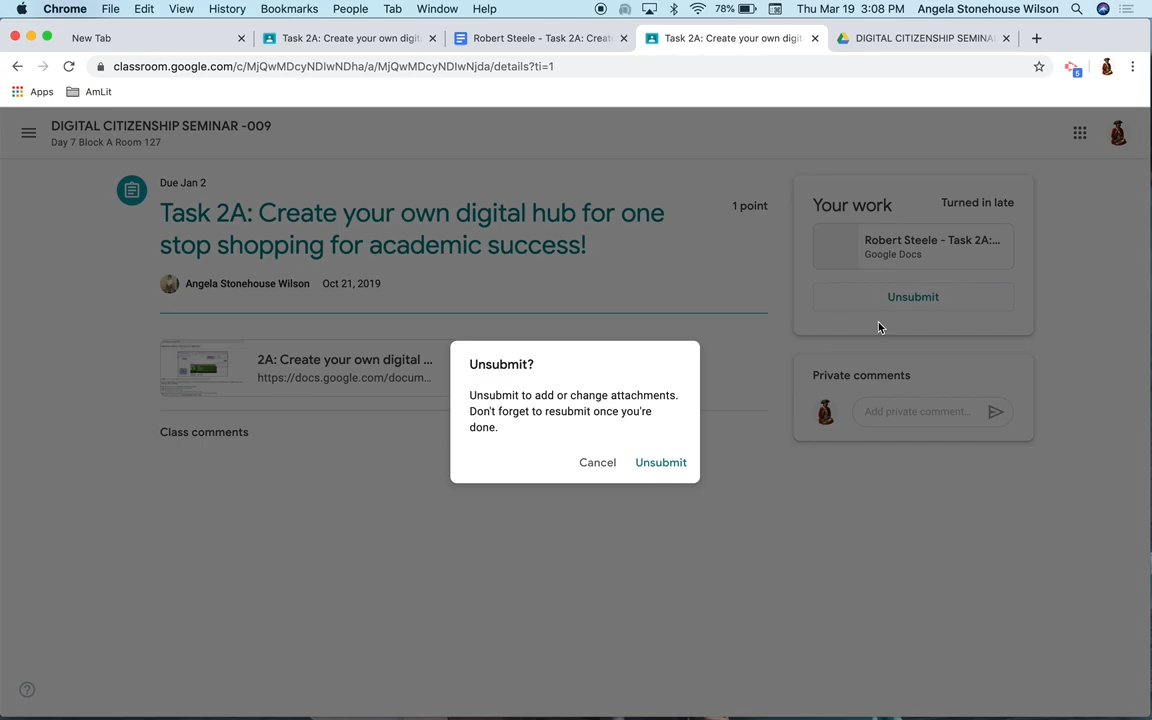 Chrome File Edit View History Bookmarks People Tab Window Help 78% Thu Mar 19 3:08 PM Angela Stonehouse Wilson
New Tab Task 2A: Create your own digit Robert Steele - Task 2A: Creat Task 2A: Create your own digit DIGITAL CITIZENSHIP SEMINA
classroom.google.com/c/MjQwMDcyNDIwNDha/a/MjQwMDcyNDIwNjda/details?ti=1
5
Apps AmLit
DIGITAL CITIZENSHIP SEMINAR -009
Day 7 Block A Room 127
Due Jan 2
Task 2A: Create your own digital hub for one
stop shopping for academic success!
1 point
Angela Stonehouse Wilson Oct 21, 2019
2A: Create your own digital ...
https://docs.google.com/docum...
Class comments
Your work Turned in late
Robert Steele - Task 2A:...
Google Docs
Unsubmit
Private comments
Add private comment...
Unsubmit?
Unsubmit to add or change attachments.
Don't forget to resubmit once you're
done.
Cancel Unsubmit